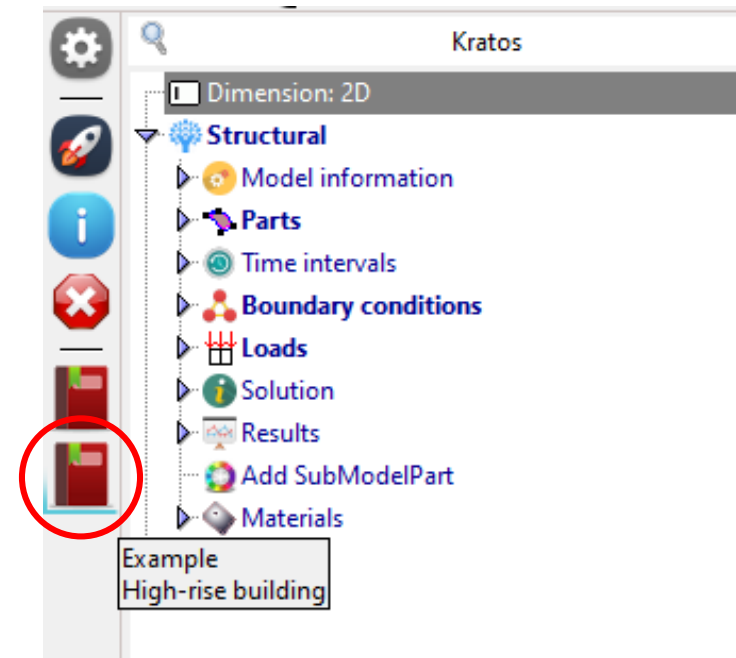 Kratos
Dimension: 2D
Structural
Model information
Parts
Time intervals
Boundary conditions
Loads
Solution
Results
Add SubModelPart
Materials
Example
High-rise building